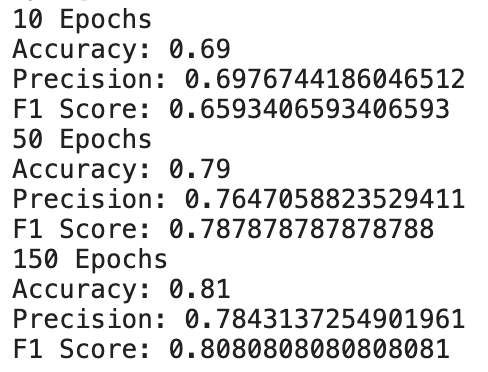 10 Epochs
Accuracy: 0.69
Precision: 0.6976744186046512
F1 Score: 0.6593406593406593
50 Epochs
Accuracy: 0.79
Precision: 0.7647058823529411
F1 Score: 0.787878787878788
150 Epochs
Accuracy: 0.81
Precision: 0.7843137254901961
F1 Score: 0.8080808080808081